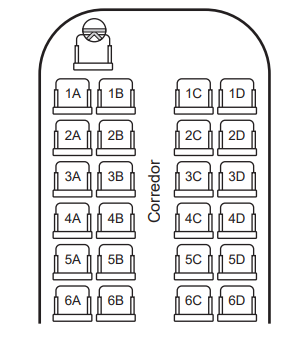 1A 1B 1C 1D
2A 2B 2C 2D
3A 3B 3C 3D
Corredor
4A 4B 4C 4D
5A 5B 5C 5D
6A 6B 6C 6D